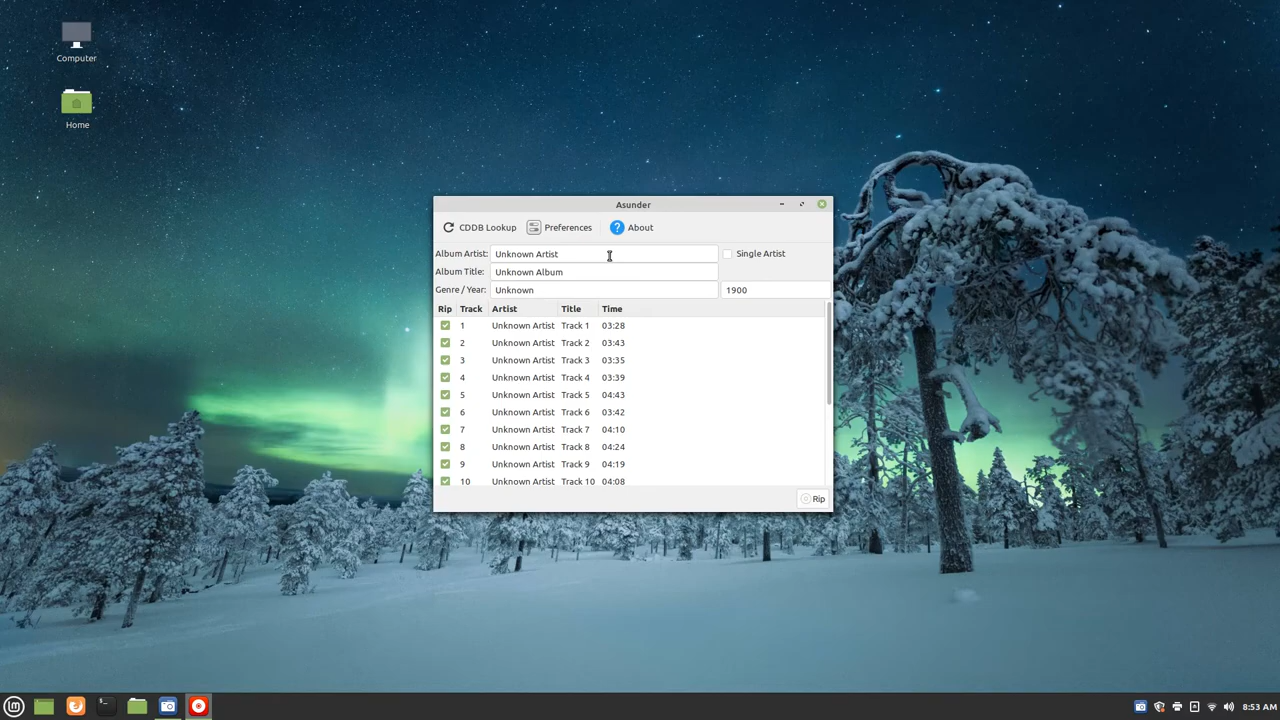 Computer
Home
Asunder
CDDB Lookup Preferences ? About
Album Artist: Unknown Artist Single Artist
Album Title: Unknown Album
Genre / Year: Unknown 1900
Rip Track Artist Title Time
1 Unknown Artist Track 1 03:28
2 Unknown Artist Track 2 03:43
3 Unknown Artist Track 3 03:35
4 Unknown Artist Track 4 03:39
5 Unknown Artist Track 5 04:43
6 Unknown Artist Track 6 03:42
7 Unknown Artist Track 7 04:10
8 Unknown Artist Track 8 04:24
9 Unknown Artist Track 9 04:19
10 Unknown Artist Track 10 04:08
Rip
8:53 AM